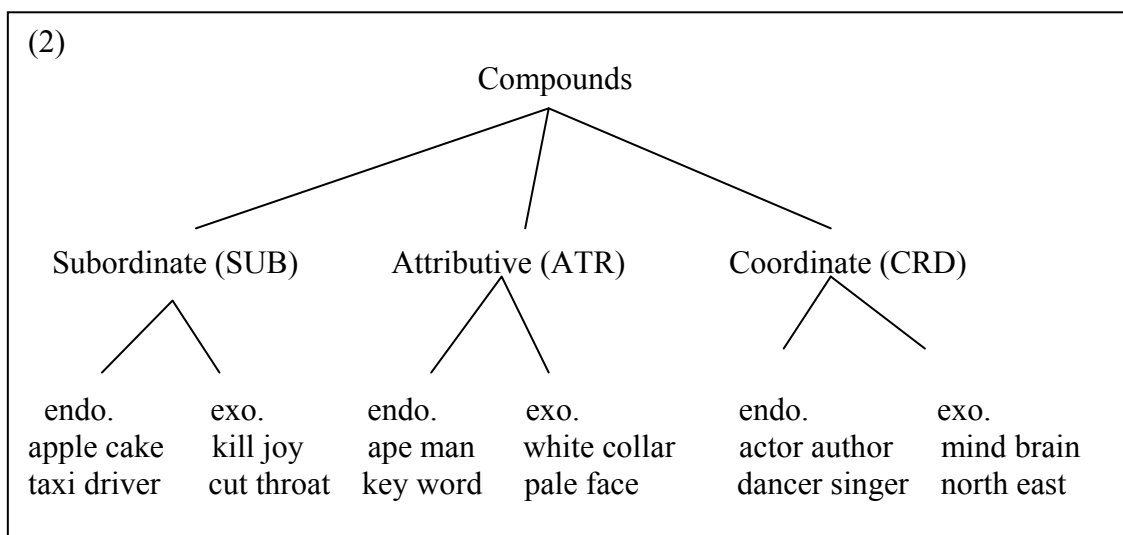 (2)
Compounds
Subordinate (SUB) Attributive (ATR) Coordinate (CRD)
endo. exo. endo. exo. endo. exo.
apple cake kill joy ape man white collar actor author mind brain
taxi driver cut throat key word pale face dancer singer north east